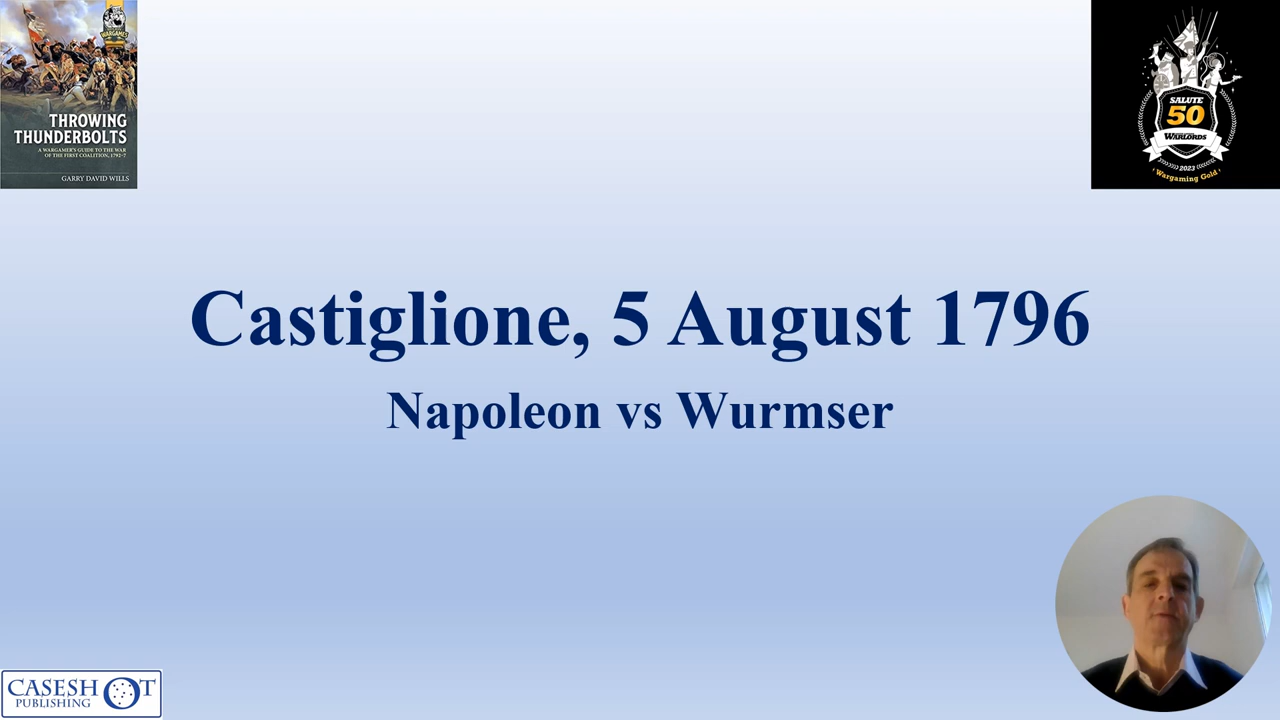 WARGAMES
THROWING
THUNDERBOLTS
A WARGAMER'S GUIDE TO THE WAR
OF THE FIRST COALITION, 1792-7
GARRY DAVID WILLS
SALUTE
50
WARLORDS
2023
Wargaming Gold
Castiglione, 5 August 1796
Napoleon vs Wurmser
CASESHOT
PUBLISHING